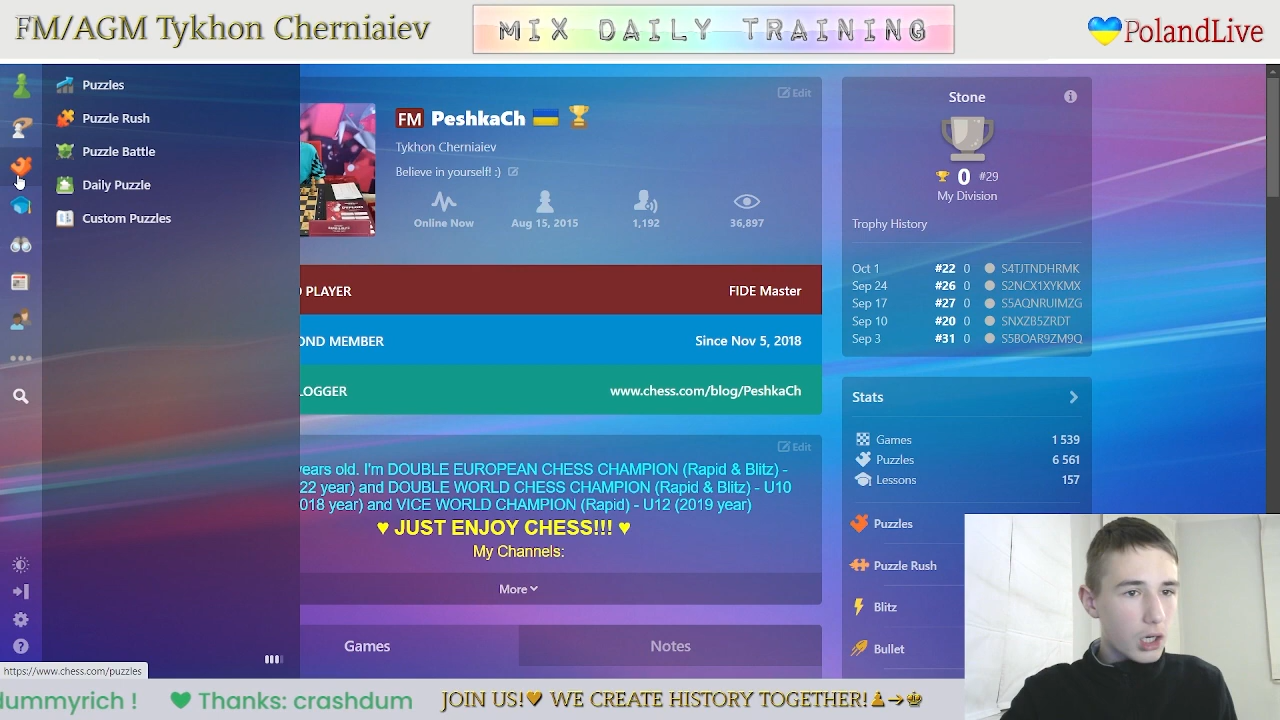 FM/AGM Tykhon Cherniaiev
MIX DAILY TRAINING
PolandLive
Puzzles
Puzzle Rush
Puzzle Battle
Daily Puzzle
Custom Puzzles
Edit
FM PeshkaCh
Tykhon Cherniaiev
Believe in yourself! :)
Online Now
Aug 15, 2015
1,192
36,897
PLAYER
FIDE Master
OND MEMBER
Since Nov 5, 2018
LOGGER
www.chess.com/blog/PeshkaCh
Edit
years old. I'm DOUBLE EUROPEAN CHESS CHAMPION (Rapid & Blitz) -
22 year) and DOUBLE WORLD CHESS CHAMPION (Rapid & Blitz) - U10
018 year) and VICE WORLD CHAMPION (Rapid) - U12 (2019 year)
♥ JUST ENJOY CHESS!!! ♥
My Channels:
More
Games
Notes
Stone
0 #29
My Division
Trophy History
Oct 1 #22 0 S4TJTNDHRMK
Sep 24 #26 0 S2NCX1XYKMX
Sep 17 #27 0 S5AQNRUIMZG
Sep 10 #20 0 SNXZB5ZRDT
Sep 3 #31 0 S5BOAR9ZM9Q
Stats
Games 1 539
Puzzles 6 561
Lessons 157
Puzzles
Puzzle Rush
Blitz
Bullet
https://www.chess.com/puzzles
dummyrich !
Thanks: crashdum
JOIN US!♥ WE CREATE HISTORY TOGETHER!♟→♚